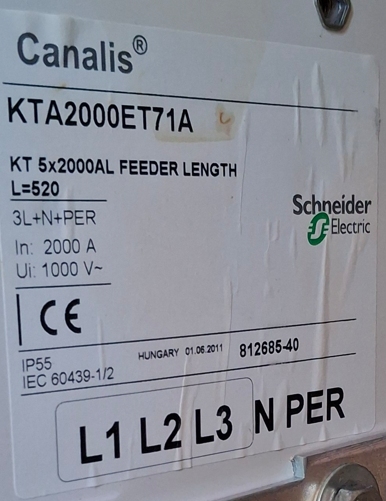 Canalis®
KTA2000ET71A
KT 5x2000AL FEEDER LENGTH
L=520
3L+N+PER
In: 2000 A
Ui: 1000 V~
Schneider
Electric
CE
IP55
IEC 60439-1/2
HUNGARY 01.06.2011 812685-40
L1 L2 L3 N PER